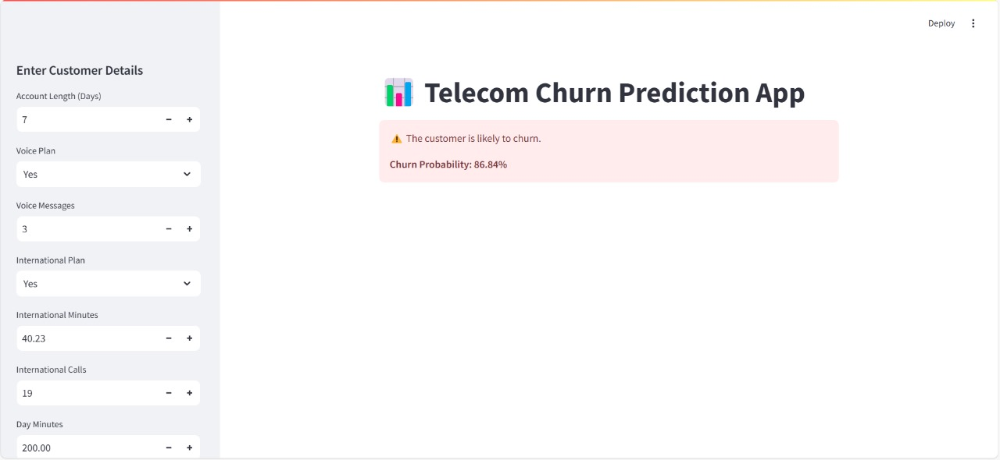 Deploy
Enter Customer Details
Account Length (Days)
7
Voice Plan
Yes
Voice Messages
3
International Plan
Yes
International Minutes
40.23
International Calls
19
Day Minutes
200.00
Telecom Churn Prediction App
The customer is likely to churn.
Churn Probability: 86.84%